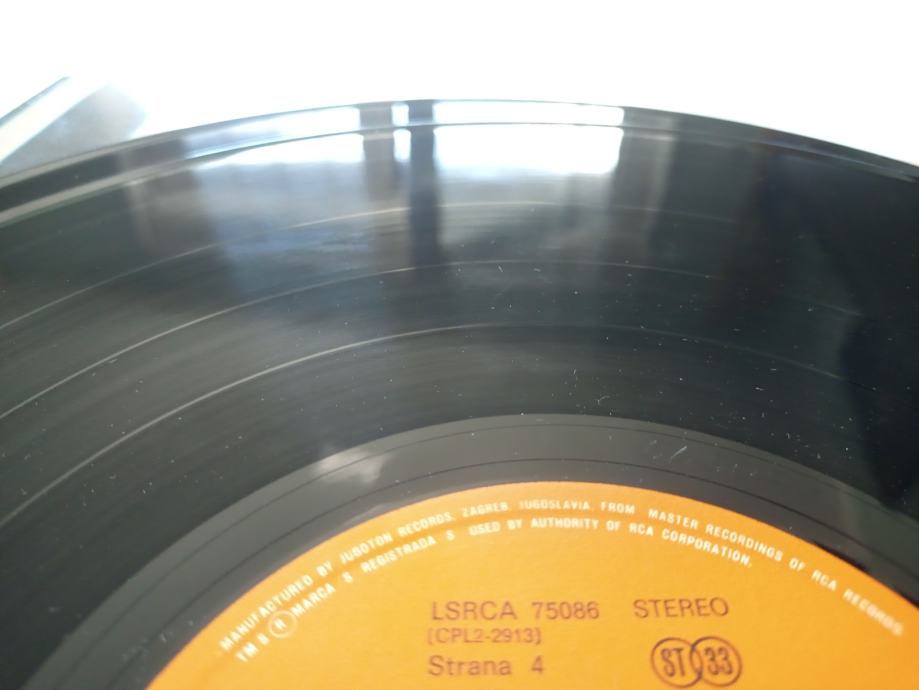 MANUFACTURED BY JUGOTON RECORDS, ZAGREB, JUGOSLAVIA, FROM MASTER RECORDINGS OF RCA RECORDS
TM & ® MARCA S REGISTRADA S USED BY AUTHORITY OF RCA CORPORATION.
LSRCA 75086 STEREO
[CPL2-2913]
Strana 4
ST 33